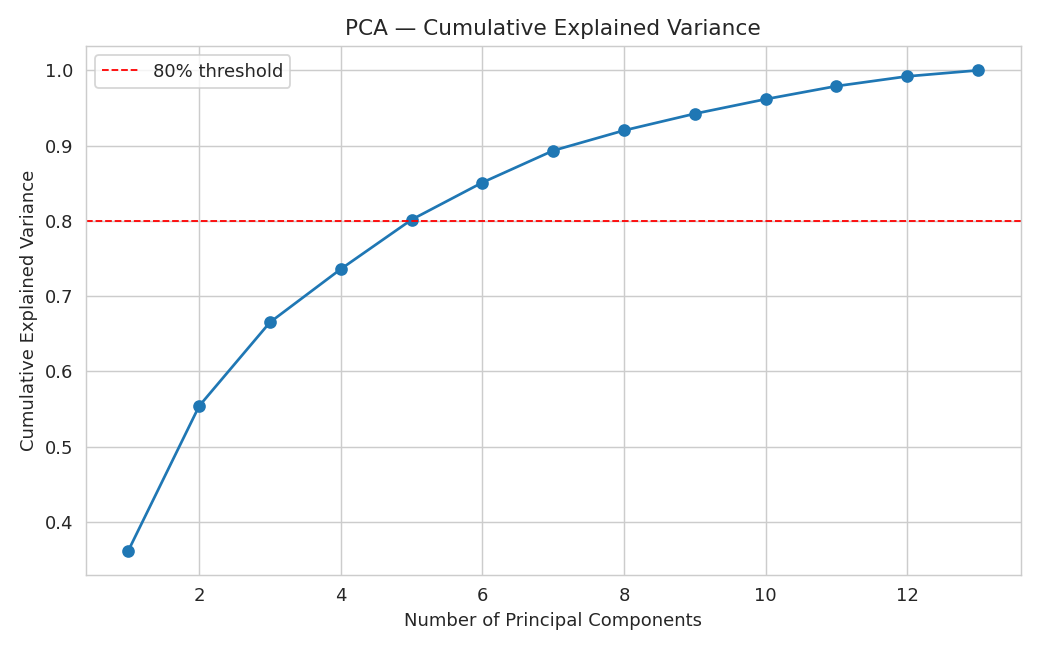 PCA — Cumulative Explained Variance
80% threshold
Cumulative Explained Variance
1.0
0.9
0.8
0.7
0.6
0.5
0.4
2 4 6 8 10 12
Number of Principal Components